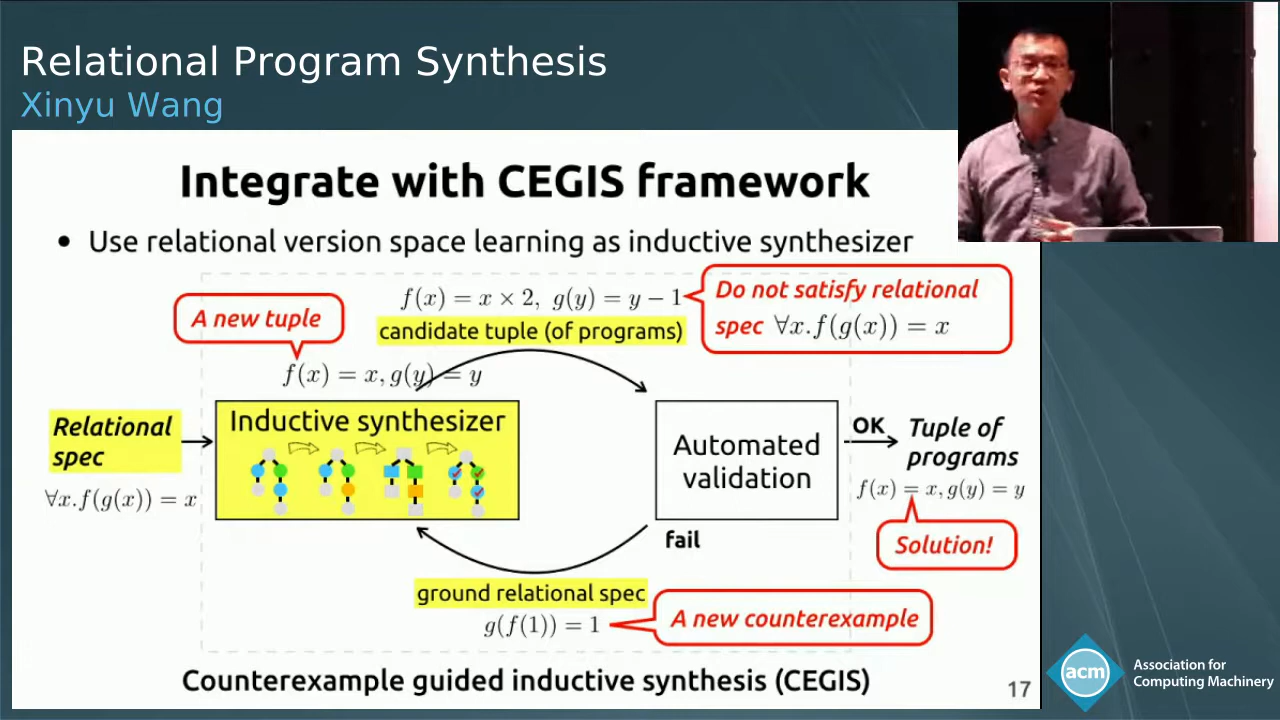 Relational Program Synthesis
Xinyu Wang
Integrate with CEGIS framework
• Use relational version space learning as inductive synthesizer
A new tuple
f(x) = x × 2, g(y) = y − 1
candidate tuple (of programs)
Do not satisfy relational
spec ∀x.f(g(x)) = x
f(x) = x, g(y) = y
Relational
spec
∀x.f(g(x)) = x
Inductive synthesizer
Automated
validation
OK
Tuple of
programs
f(x) = x, g(y) = y
Solution!
fail
ground relational spec
g(f(1)) = 1
A new counterexample
Counterexample guided inductive synthesis (CEGIS)
17
acm
Association for
Computing Machinery